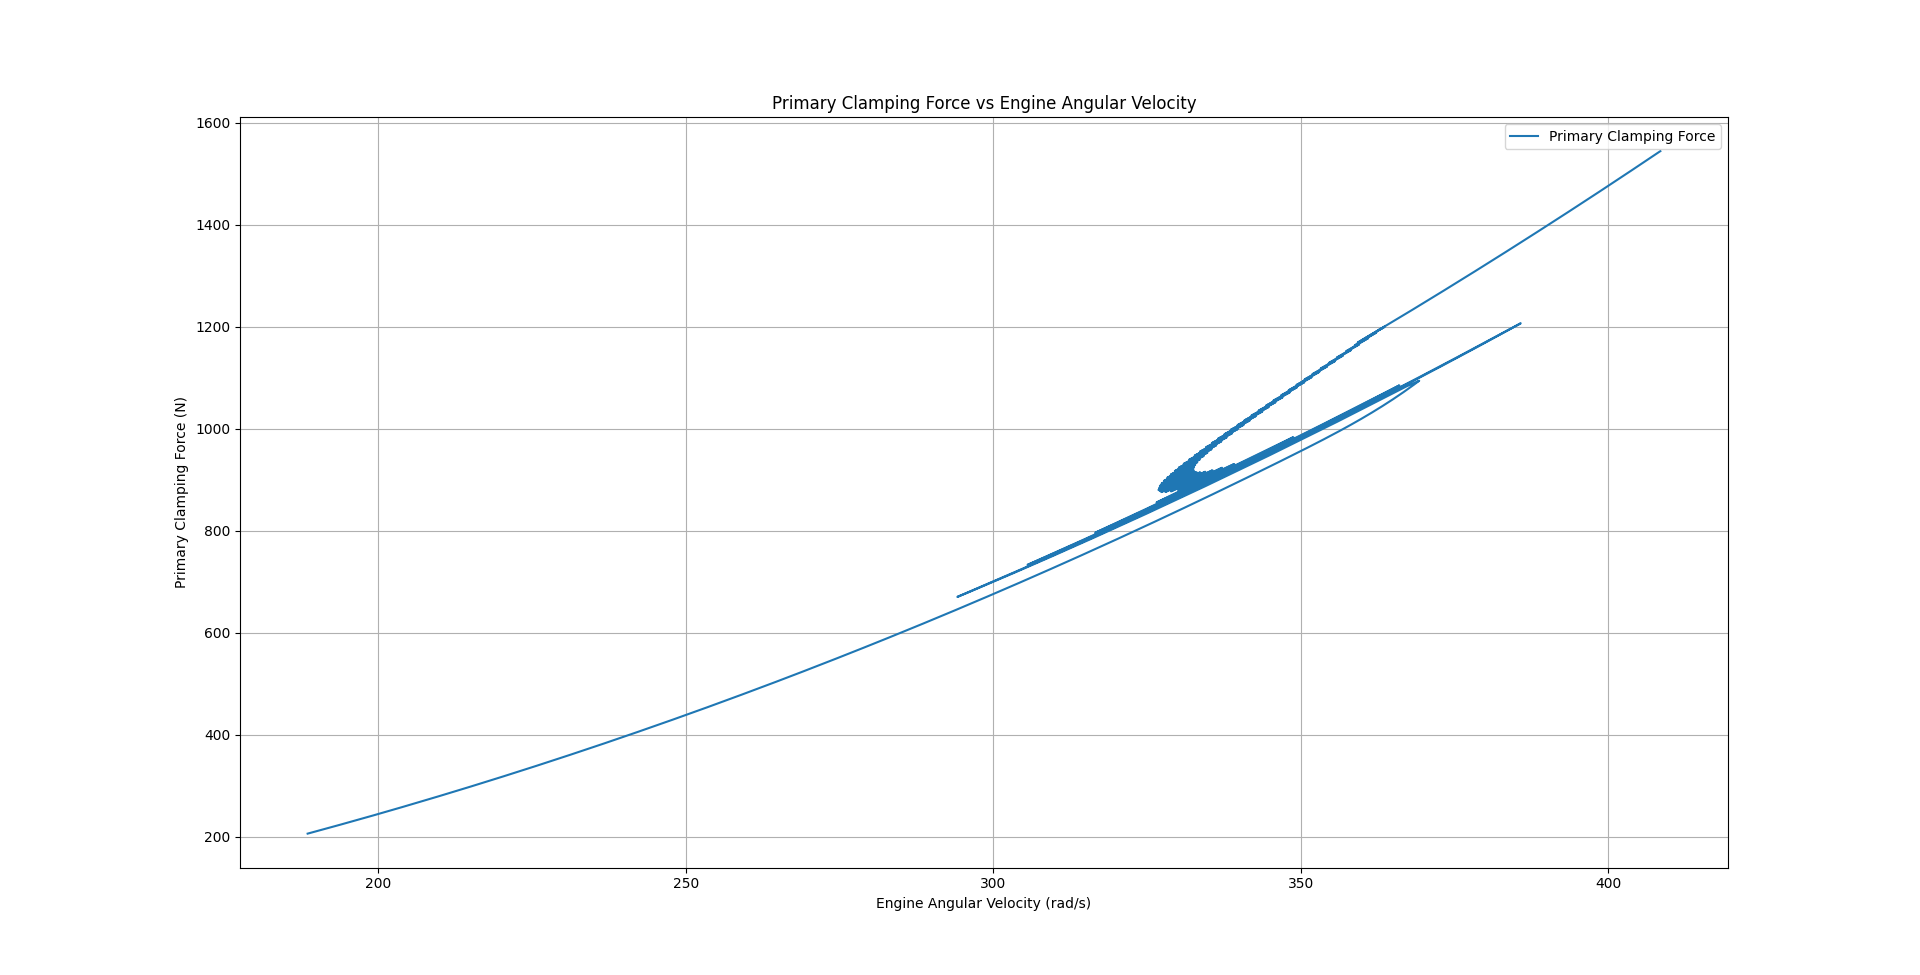 Primary Clamping Force vs Engine Angular Velocity
Primary Clamping Force
1600
1400
1200
1000
800
600
400
200
Primary Clamping Force (N)
200 250 300 350 400
Engine Angular Velocity (rad/s)